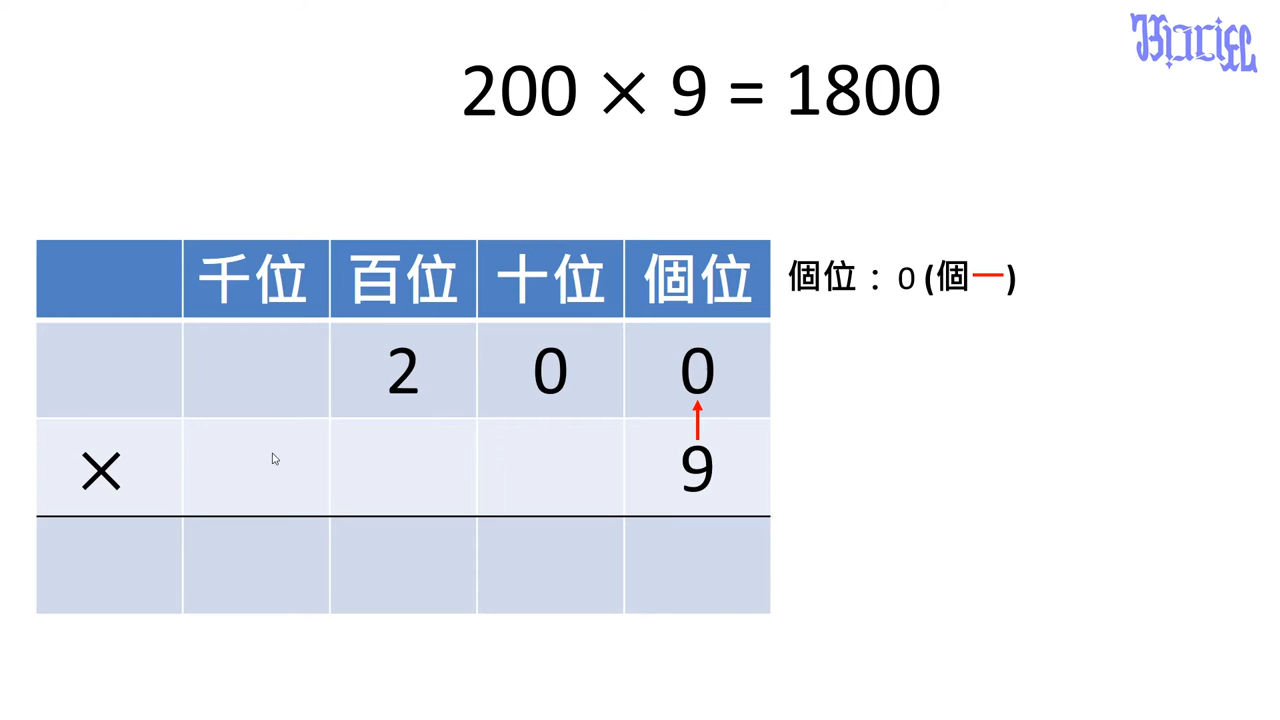 200 × 9 = 1800
千位 百位 十位 個位
個位：0 (個一)
2 0 0
× 9